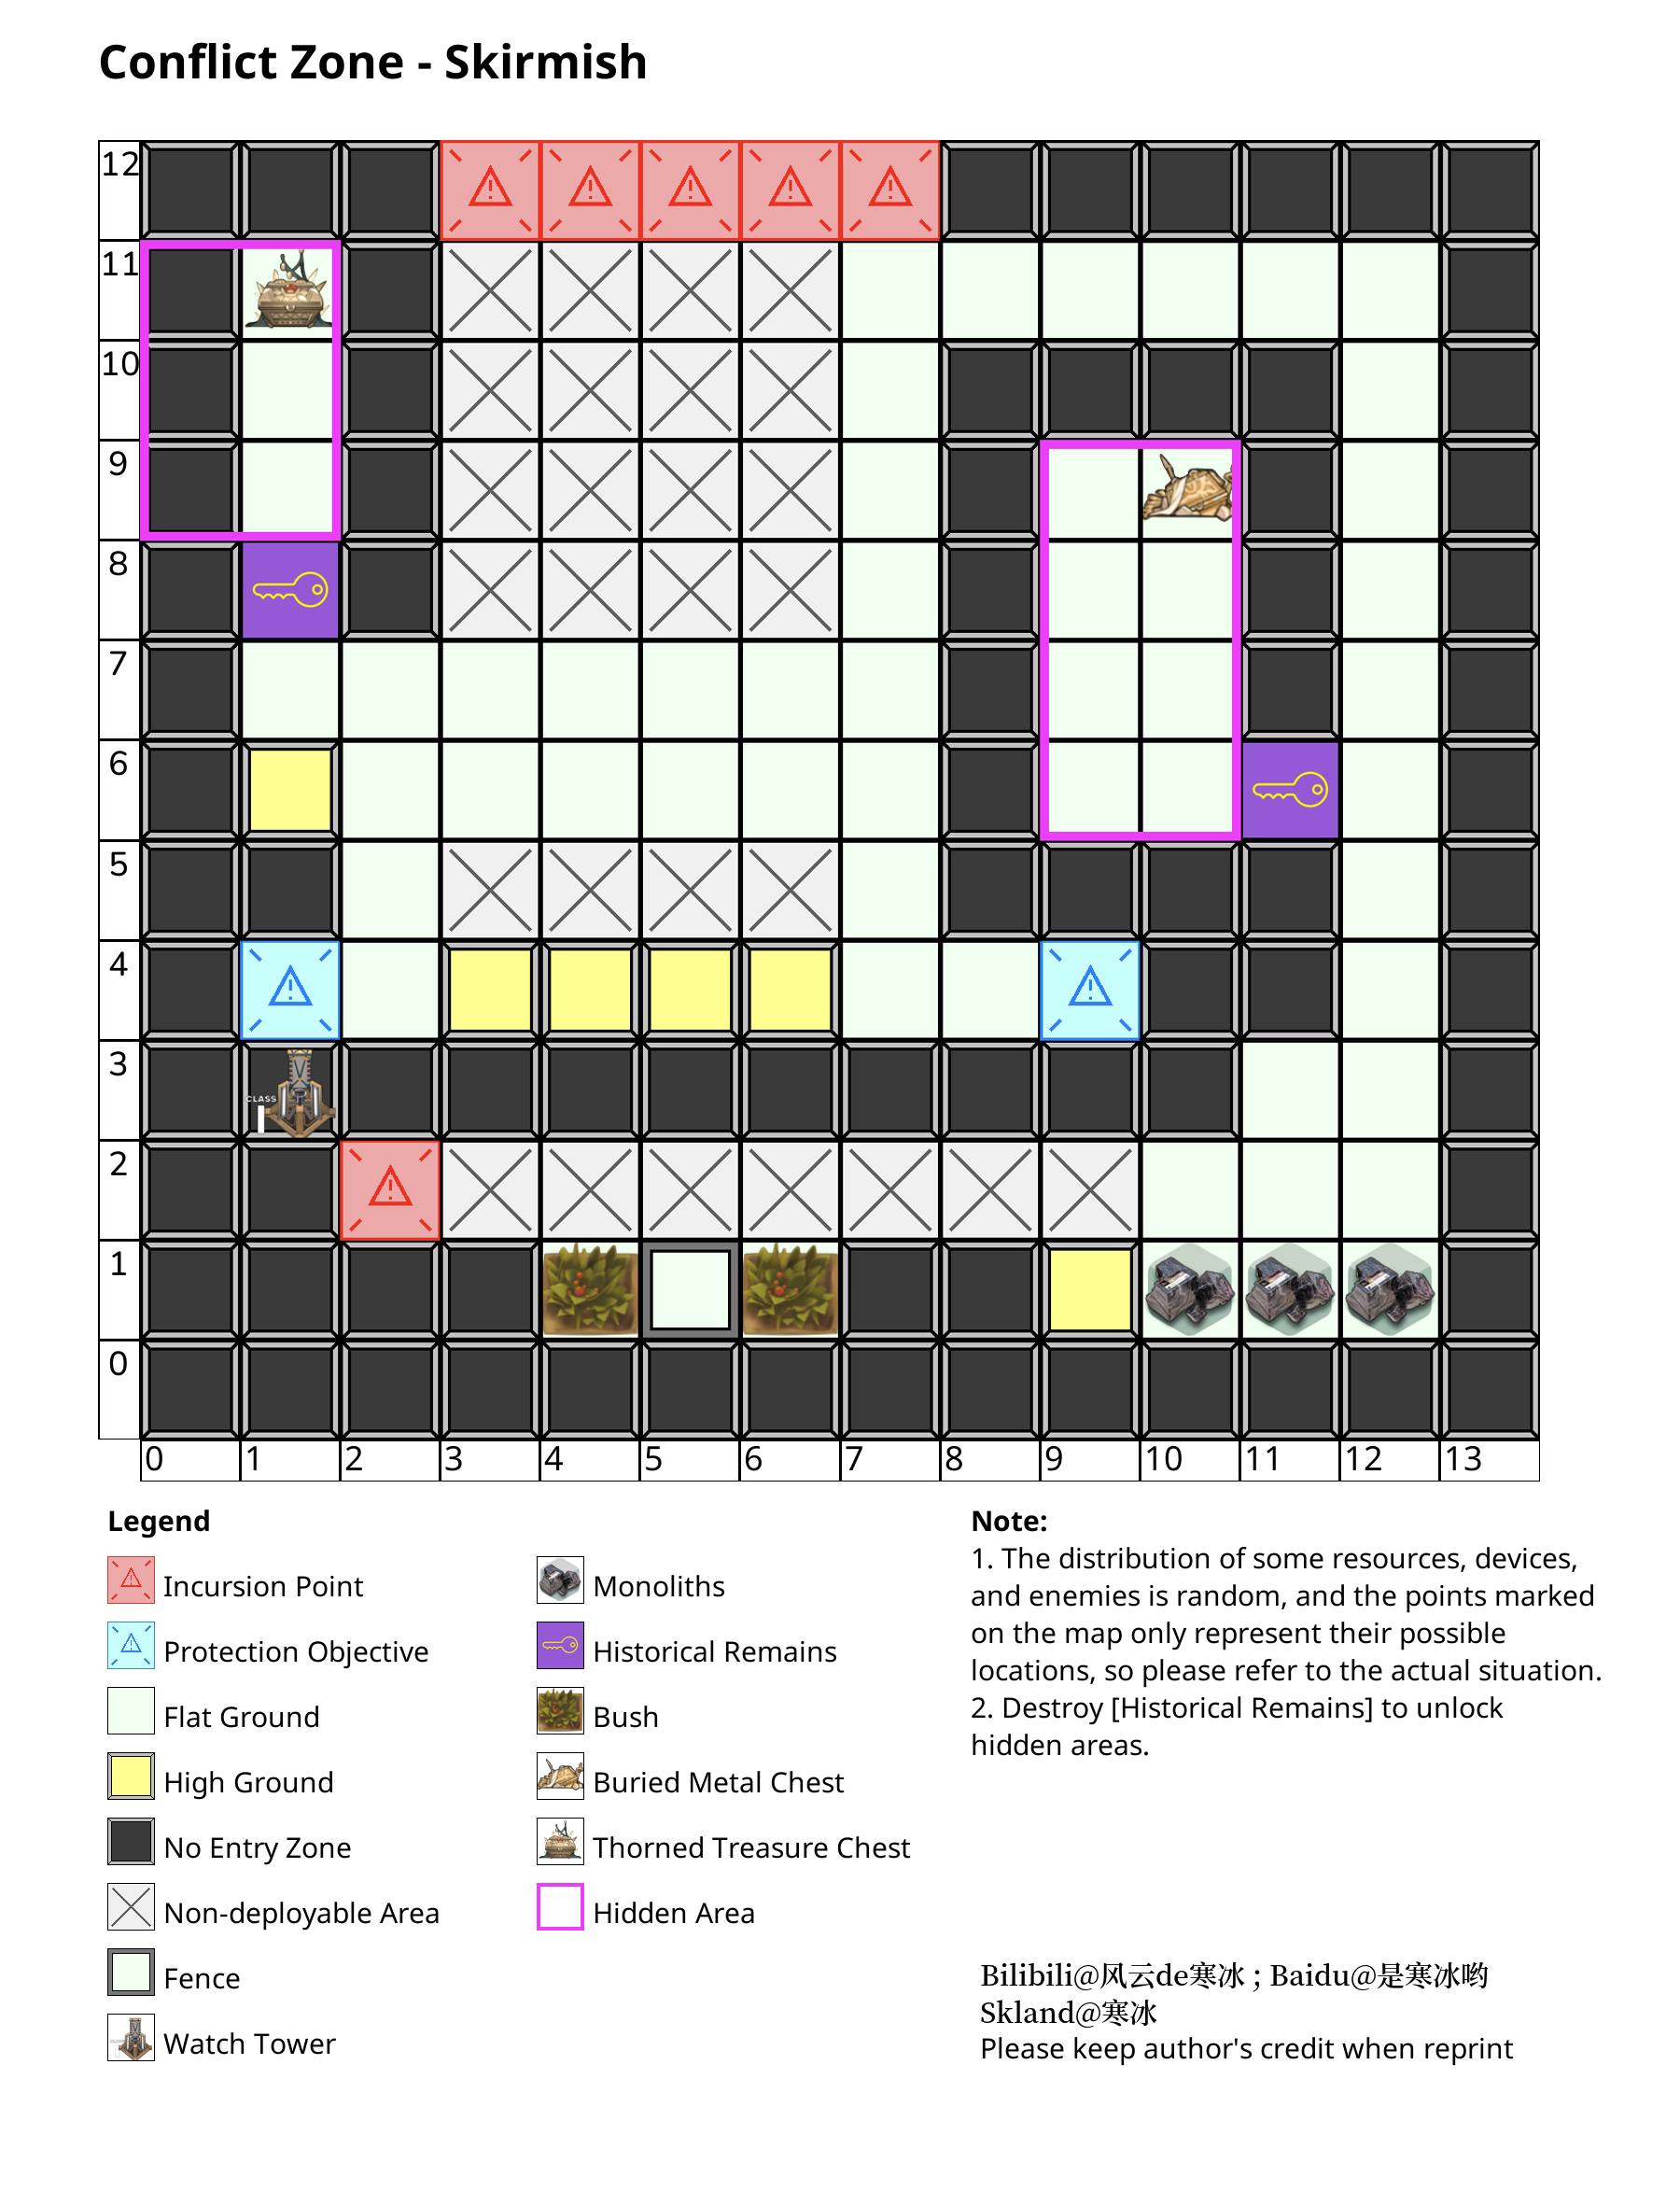 Conflict Zone - Skirmish
12
11
10
9
8
7
6
5
4
3
CLASS
2
1
0
0 1 2 3 4 5 6 7 8 9 10 11 12 13
Legend
Incursion Point
Protection Objective
Flat Ground
High Ground
No Entry Zone
Non-deployable Area
Fence
Watch Tower
Monoliths
Historical Remains
Bush
Buried Metal Chest
Thorned Treasure Chest
Hidden Area
Note:
1. The distribution of some resources, devices,
and enemies is random, and the points marked
on the map only represent their possible
locations, so please refer to the actual situation.
2. Destroy [Historical Remains] to unlock
hidden areas.
Bilibili@风云de寒冰 ; Baidu@是寒冰哟
Skland@寒冰
Please keep author's credit when reprint